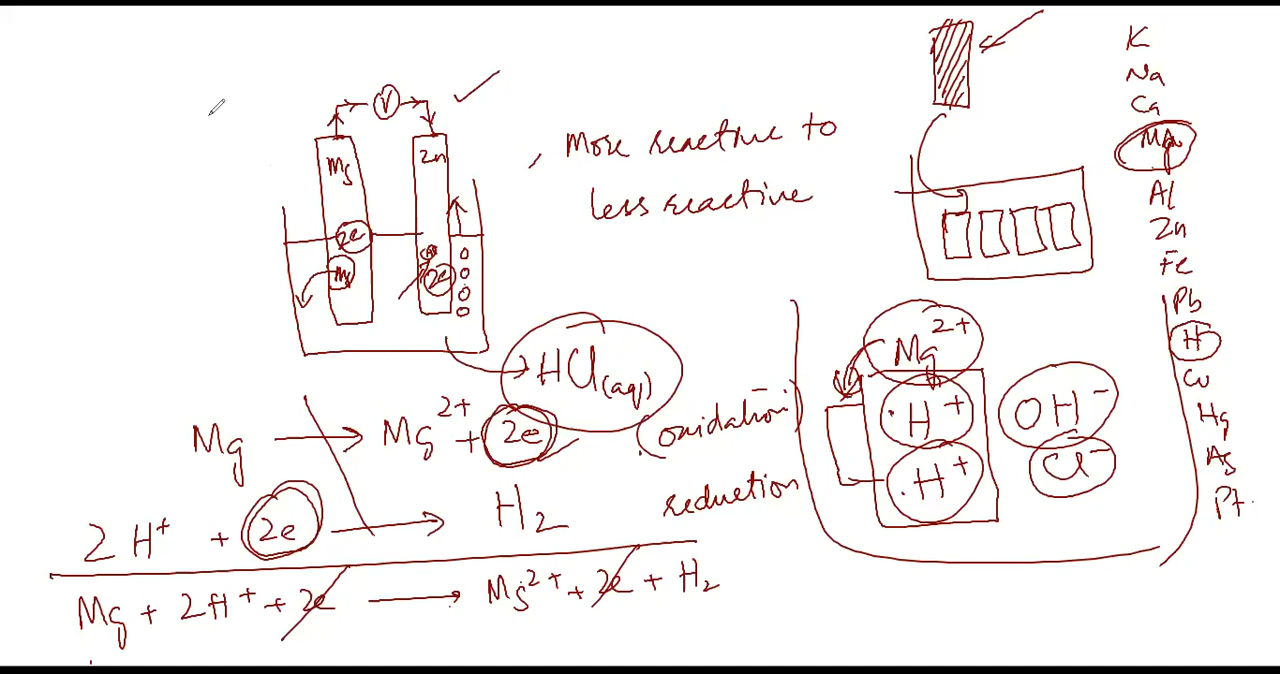 V
Mg
Zn
2e
Mg
2e
, More reactive to
less reactive
HCl(aq)
Mg → Mg²⁺ + 2e (oxidation)
2H⁺ + 2e → H₂ reduction
Mg + 2H⁺ + 2e → Mg²⁺ + 2e + H₂
Mg²⁺
·H⁺ OH⁻
·H⁺ Cl⁻
K
Na
Ca
Mg
Al
Zn
Fe
Pb
H
Cu
Hg
Ag
Pt.